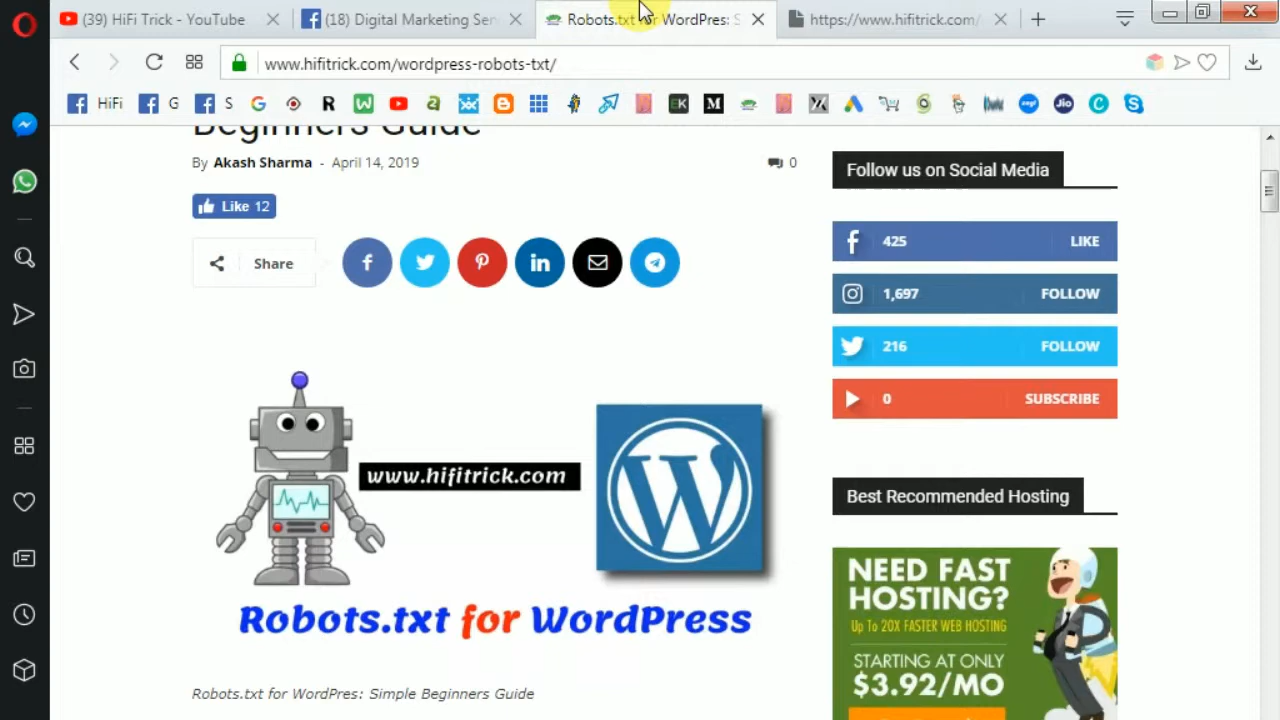 (39) HiFi Trick - YouTube
(18) Digital Marketing Ser
Robots.txt for WordPress: S
https://www.hifitrick.com/
www.hifitrick.com/wordpress-robots-txt/
HiFi
G
S
Beginners Guide
By Akash Sharma - April 14, 2019
0
Like 12
Share
www.hifitrick.com
Robots.txt for WordPress
Robots.txt for WordPres: Simple Beginners Guide
Follow us on Social Media
425 LIKE
1,697 FOLLOW
216 FOLLOW
0 SUBSCRIBE
Best Recommended Hosting
NEED FAST
HOSTING?
Up To 20X FASTER WEB HOSTING
STARTING AT ONLY
$3.92/MO